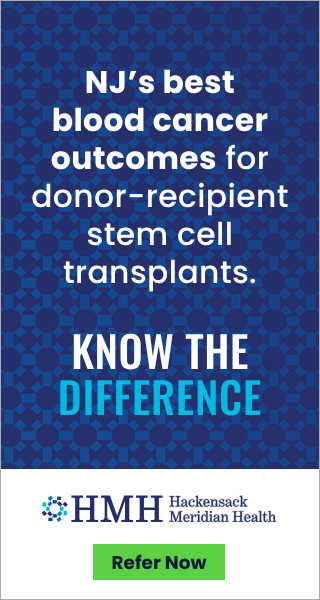 NJ’s best
blood cancer
outcomes for
donor-recipient
stem cell
transplants.
KNOW THE
DIFFERENCE
HMH Hackensack
Meridian Health
Refer Now